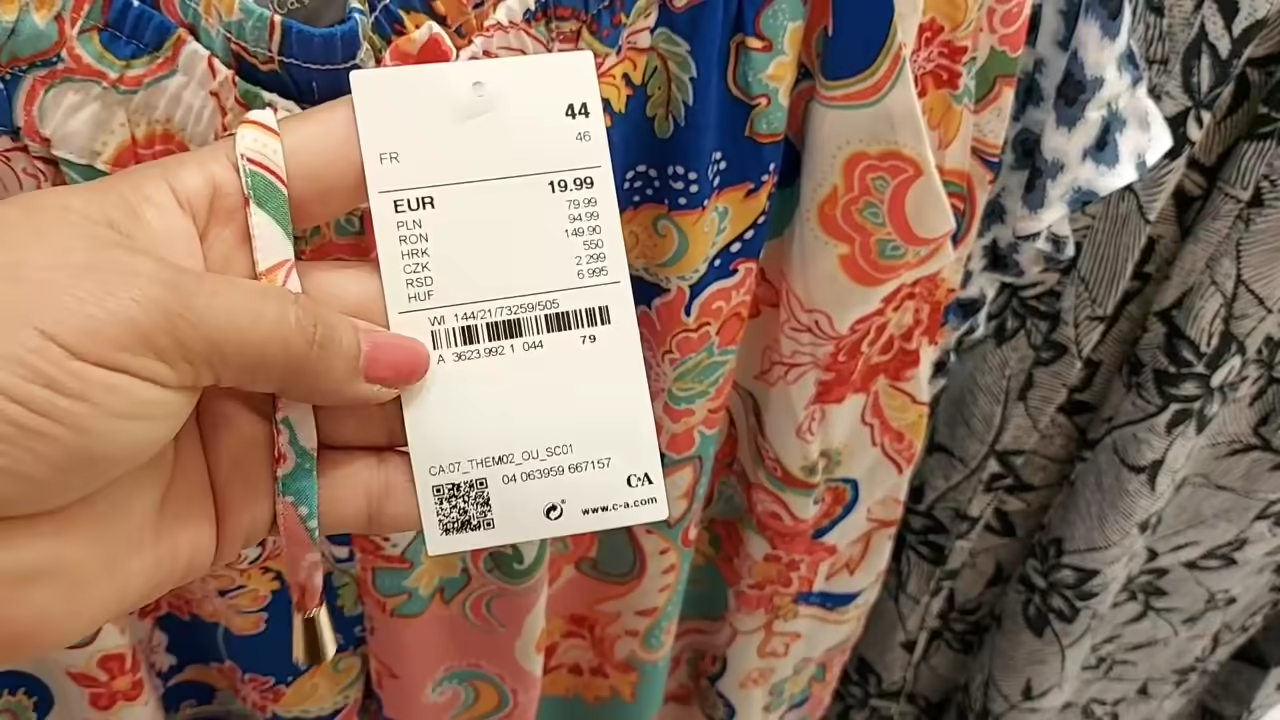 44
46
FR
EUR 19.99
PLN 79.99
RON 94.99
HRK 149.90
CZK 550
RSD 2 299
HUF 6 995
WI 144/21/73259/505
A 3623.992 1 044 79
CA:07_THEM02_OU_SC01
04 063959 667157
C&A
www.c-a.com